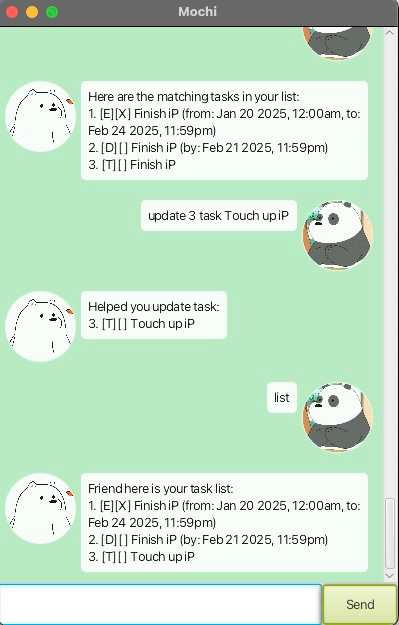 Mochi
Here are the matching tasks in your list:
1. [E][X] Finish iP (from: Jan 20 2025, 12:00am, to:
Feb 24 2025, 11:59pm)
2. [D][ ] Finish iP (by: Feb 21 2025, 11:59pm)
3. [T][ ] Finish iP
update 3 task Touch up iP
Helped you update task:
3. [T][ ] Touch up iP
list
Friend here is your task list:
1. [E][X] Finish iP (from: Jan 20 2025, 12:00am, to:
Feb 24 2025, 11:59pm)
2. [D][ ] Finish iP (by: Feb 21 2025, 11:59pm)
3. [T][ ] Touch up iP
Send